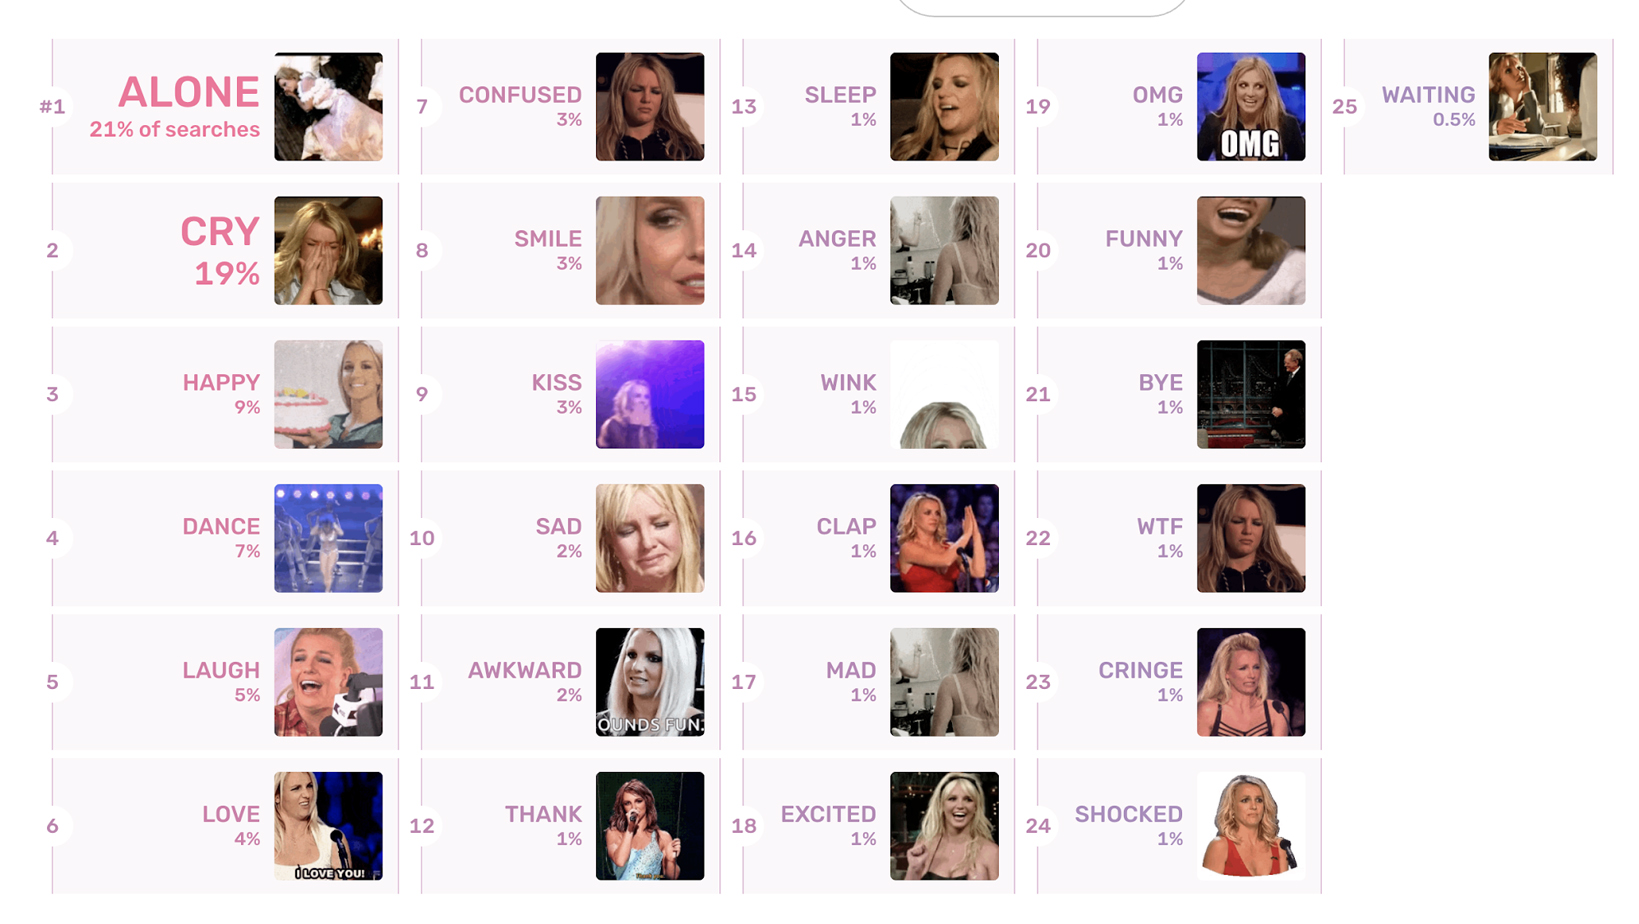 #1
ALONE
21% of searches
2
CRY
19%
3
HAPPY
9%
4
DANCE
7%
5
LAUGH
5%
6
LOVE
4%
I LOVE YOU!
7
CONFUSED
3%
8
SMILE
3%
9
KISS
3%
10
SAD
2%
11
AWKWARD
2%
OUNDS FUN.
12
THANK
1%
13
SLEEP
1%
14
ANGER
1%
15
WINK
1%
16
CLAP
1%
17
MAD
1%
18
EXCITED
1%
19
OMG
1%
OMG
20
FUNNY
1%
21
BYE
1%
22
WTF
1%
23
CRINGE
1%
24
SHOCKED
1%
25
WAITING
0.5%